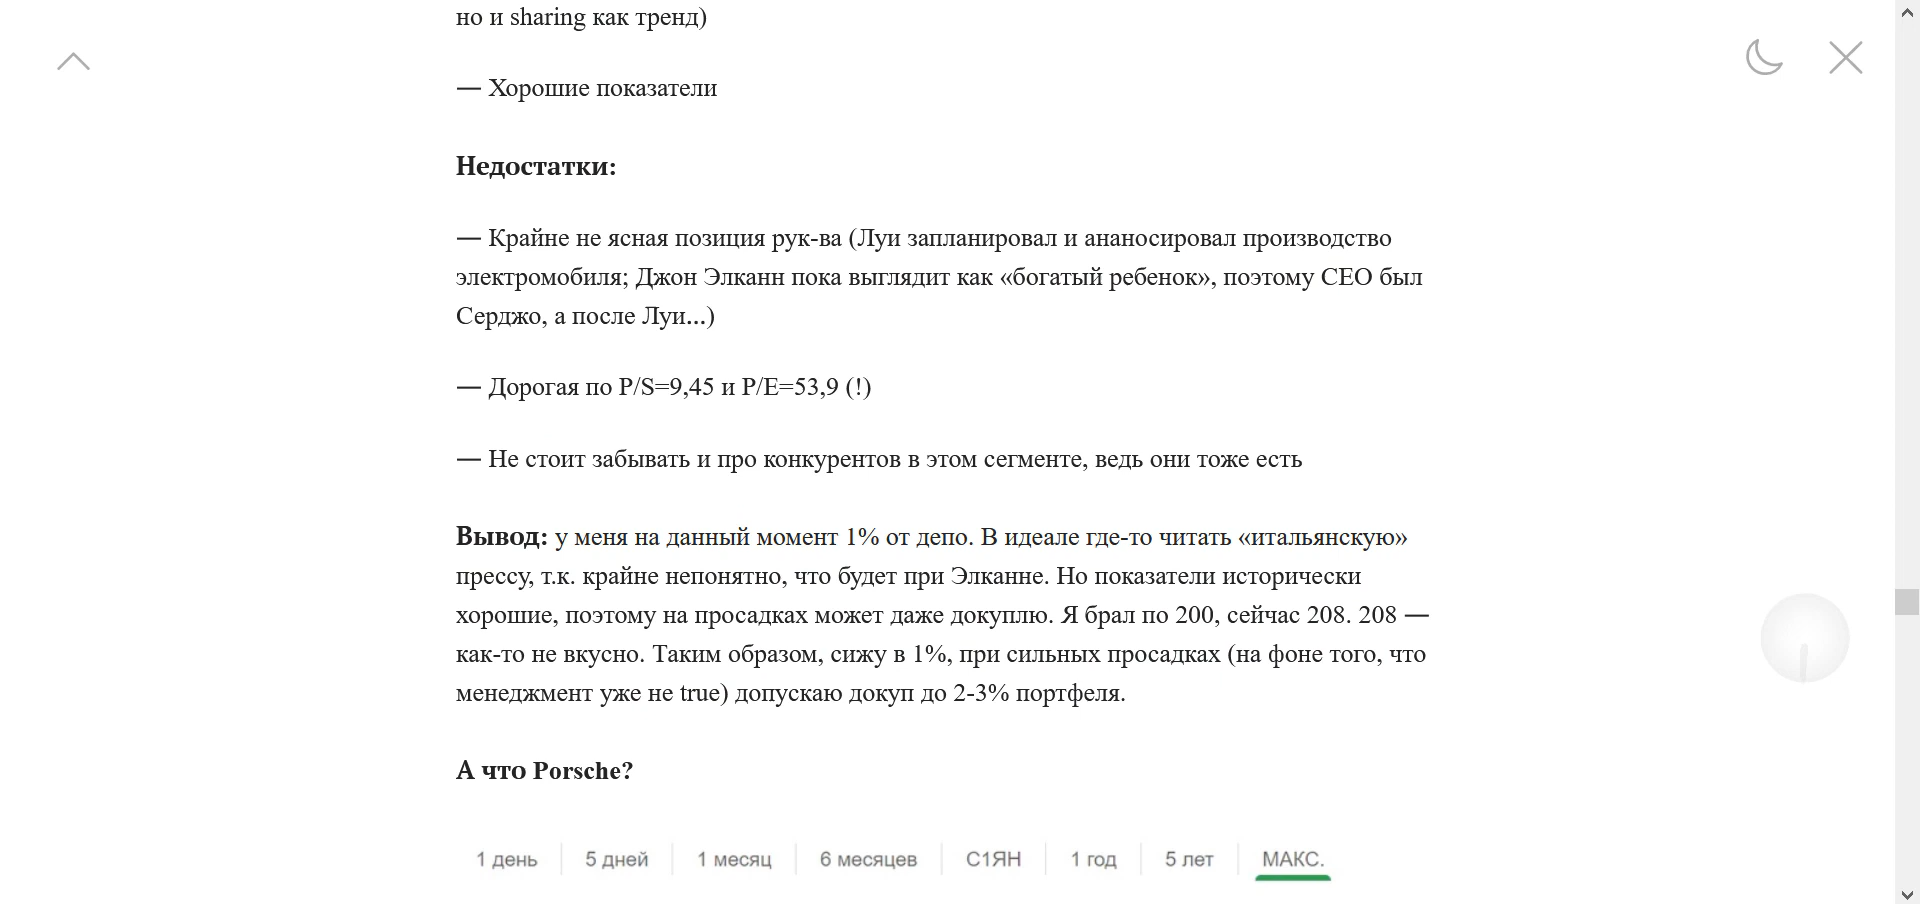 но и sharing как тренд)
— Хорошие показатели
Недостатки:
— Крайне не ясная позиция рук-ва (Луи запланировал и ананосировал производство
электромобиля; Джон Элканн пока выглядит как «богатый ребенок», поэтому CEO был
Серджо, а после Луи...)
— Дорогая по P/S=9,45 и P/E=53,9 (!)
— Не стоит забывать и про конкурентов в этом сегменте, ведь они тоже есть
Вывод: у меня на данный момент 1% от депо. В идеале где-то читать «итальянскую»
прессу, т.к. крайне непонятно, что будет при Элканне. Но показатели исторически
хорошие, поэтому на просадках может даже докуплю. Я брал по 200, сейчас 208. 208 —
как-то не вкусно. Таким образом, сижу в 1%, при сильных просадках (на фоне того, что
менеджмент уже не true) допускаю докуп до 2-3% портфеля.
А что Porsche?
1 день 5 дней 1 месяц 6 месяцев С1ЯН 1 год 5 лет МАКС.